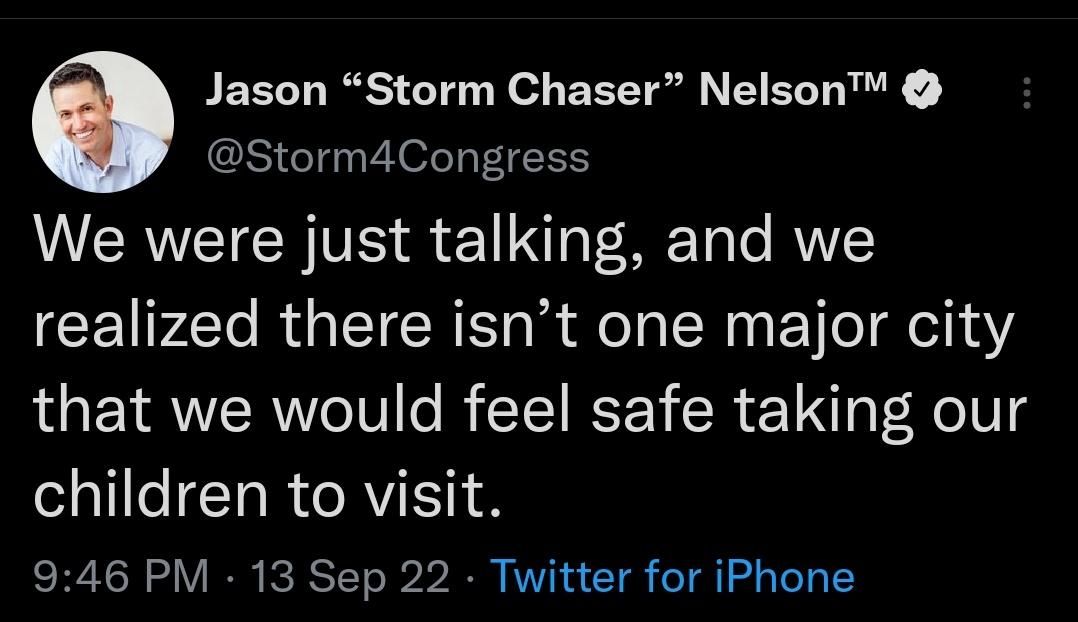 Jason “Storm Chaser” Nelson™
@Storm4Congress
We were just talking, and we
realized there isn’t one major city
that we would feel safe taking our
children to visit.
9:46 PM · 13 Sep 22 · Twitter for iPhone